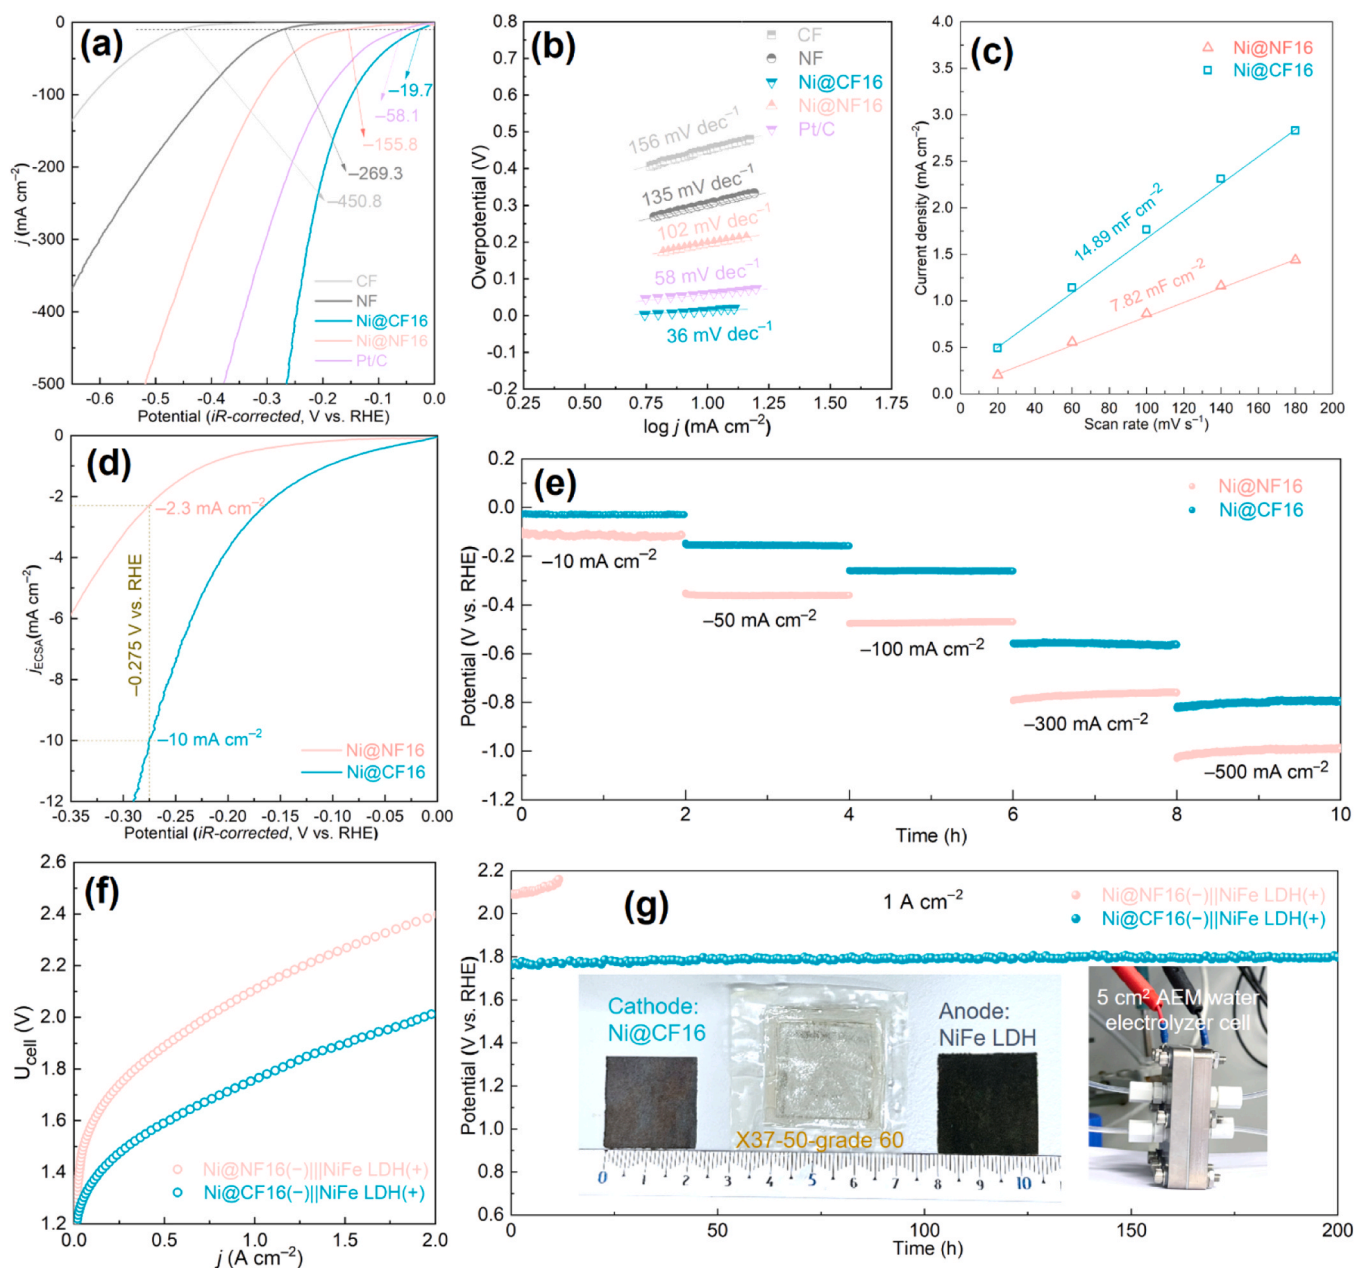 (a)
0
-100
-200
-300
-400
-500
j (mA cm⁻²)
−19.7
−58.1
−155.8
−269.3
−450.8
CF
NF
Ni@CF16
Ni@NF16
Pt/C
-0.6 -0.5 -0.4 -0.3 -0.2 -0.1 0.0
Potential (iR-corrected, V vs. RHE)
(b)
0.8
0.7
0.6
0.5
0.4
0.3
0.2
0.1
0.0
-0.1
-0.2
Overpotential (V)
CF
NF
Ni@CF16
Ni@NF16
Pt/C
156 mV dec⁻¹
135 mV dec⁻¹
102 mV dec⁻¹
58 mV dec⁻¹
36 mV dec⁻¹
0.25 0.50 0.75 1.00 1.25 1.50 1.75
log j (mA cm⁻²)
(c)
4.0
3.5
3.0
2.5
2.0
1.5
1.0
0.5
0.0
Current density (mA cm⁻²)
Ni@NF16
Ni@CF16
14.89 mF cm⁻²
7.82 mF cm⁻²
0 20 40 60 80 100 120 140 160 180 200
Scan rate (mV s⁻¹)
(d)
0
-2
-4
-6
-8
-10
-12
jECSA(mA cm⁻²)
−2.3 mA cm⁻²
−0.275 V vs. RHE
−10 mA cm⁻²
Ni@NF16
Ni@CF16
-0.35 -0.30 -0.25 -0.20 -0.15 -0.10 -0.05 0.00
Potential (iR-corrected, V vs. RHE)
(e)
0.2
0.0
-0.2
-0.4
-0.6
-0.8
-1.0
-1.2
Potential (V vs. RHE)
Ni@NF16
Ni@CF16
−10 mA cm⁻²
−50 mA cm⁻²
−100 mA cm⁻²
−300 mA cm⁻²
−500 mA cm⁻²
0 2 4 6 8 10
Time (h)
(f)
2.6
2.4
2.2
2.0
1.8
1.6
1.4
1.2
Ucell (V)
Ni@NF16(−)||NiFe LDH(+)
Ni@CF16(−)||NiFe LDH(+)
0.0 0.5 1.0 1.5 2.0
j (A cm⁻²)
(g)
2.2
2.0
1.8
1.6
1.4
1.2
1.0
0.8
0.6
Potential (V vs. RHE)
1 A cm⁻²
Ni@NF16(−)||NiFe LDH(+)
Ni@CF16(−)||NiFe LDH(+)
Cathode:
Ni@CF16
Anode:
NiFe LDH
X37-50-grade 60
0 1 2 3 4 5 6 7 8 9 10
5 cm² AEM water
electrolyzer cell
0 50 100 150 200
Time (h)